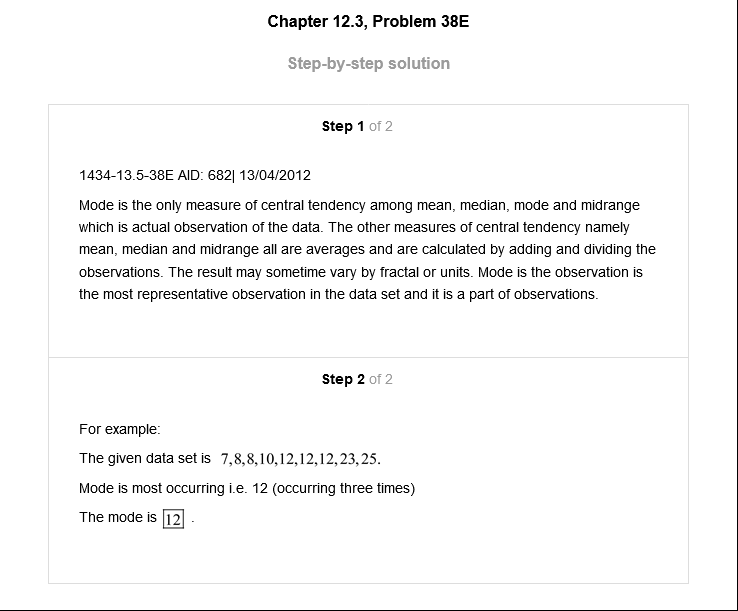 Chapter 12.3, Problem 38E
Step-by-step solution
Step 1 of 2
1434-13.5-38E AID: 682| 13/04/2012
Mode is the only measure of central tendency among mean, median, mode and midrange
which is actual observation of the data. The other measures of central tendency namely
mean, median and midrange all are averages and are calculated by adding and dividing the
observations. The result may sometime vary by fractal or units. Mode is the observation is
the most representative observation in the data set and it is a part of observations.
Step 2 of 2
For example:
The given data set is 7,8,8,10,12,12,12,23,25.
Mode is most occurring i.e. 12 (occurring three times)
The mode is 12 .